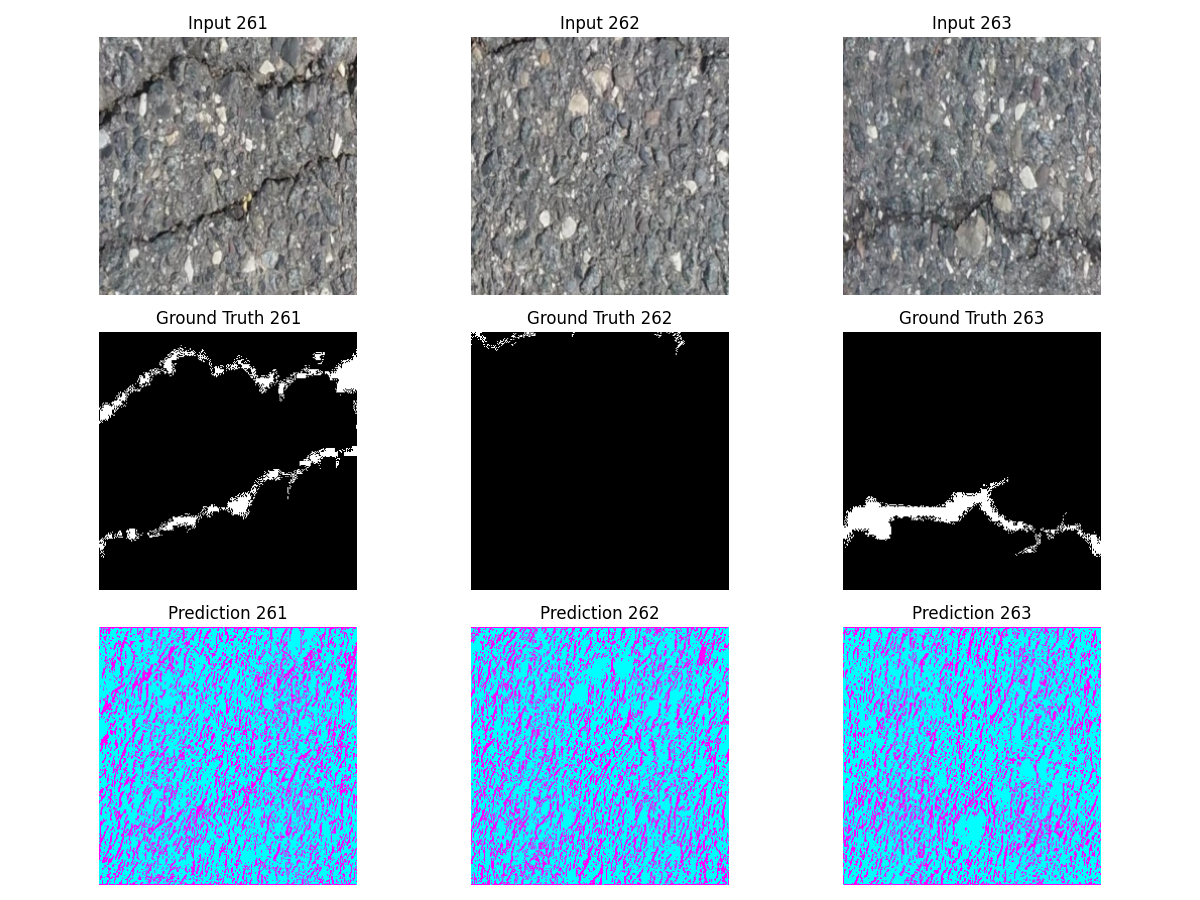 Input 261
Input 262
Input 263
Ground Truth 261
Ground Truth 262
Ground Truth 263
Prediction 261
Prediction 262
Prediction 263